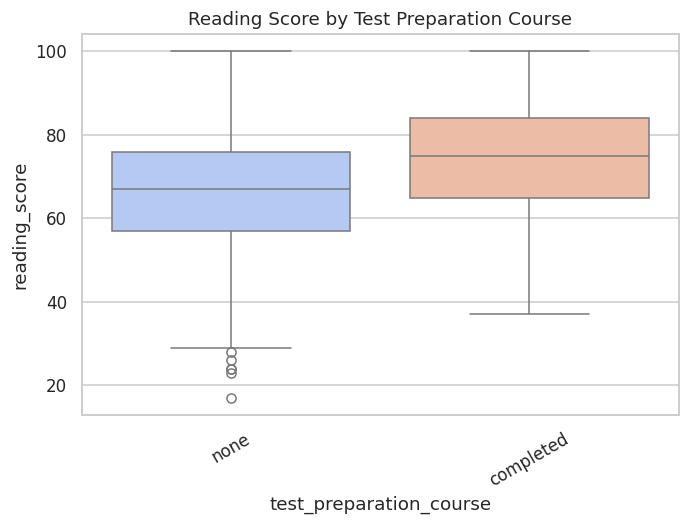 Reading Score by Test Preparation Course
reading_score
100
80
60
40
20
none
completed
test_preparation_course